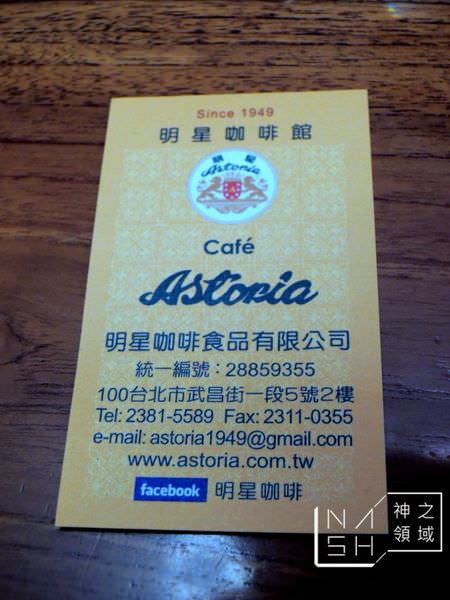 Since 1949
明星咖啡館
明 星
Astoria
Café
Astoria
明星咖啡食品有限公司
統一編號：28859355
100台北市武昌街一段5號2樓
Tel: 2381-5589 Fax: 2311-0355
e-mail: astoria1949@gmail.com
www.astoria.com.tw
facebook 明星咖啡
NASH
神之領域